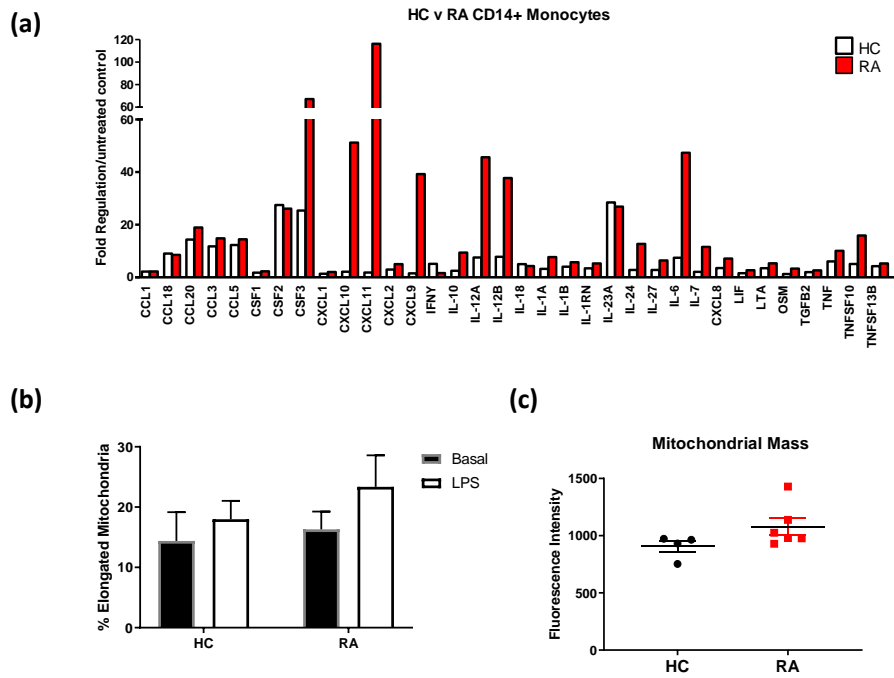 (a)
HC v RA CD14+ Monocytes
HC
RA
Fold Regulation/untreated control
120
100
80
60
60
40
20
0
CCL1
CCL18
CCL20
CCL3
CCL5
CSF1
CSF2
CSF3
CXCL1
CXCL10
CXCL11
CXCL2
CXCL9
IFNY
IL-10
IL-12A
IL-12B
IL-18
IL-1A
IL-1B
IL-1RN
IL-23A
IL-24
IL-27
IL-6
IL-7
CXCL8
LIF
LTA
OSM
TGFB2
TNF
TNFSF10
TNFSF13B
(b)
% Elongated Mitochondria
30
20
10
0
HC
RA
Basal
LPS
(c)
Mitochondrial Mass
Fluorescence Intensity
1500
1000
500
0
HC
RA